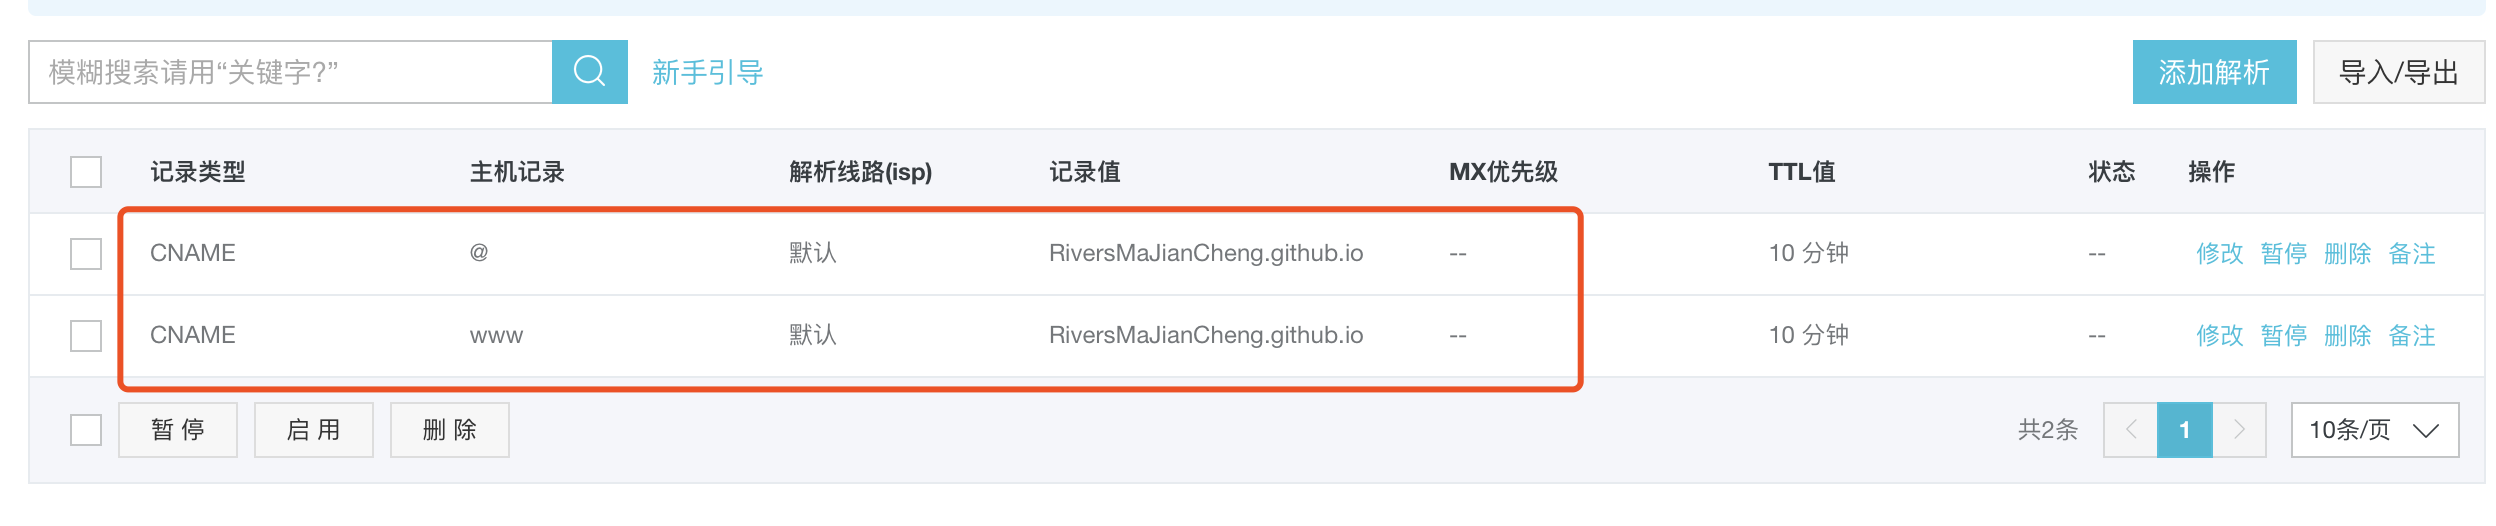 模糊搜索请用“关键字?” 新手引导 添加解析 导入/导出
记录类型 主机记录 解析线路(isp) 记录值 MX优先级 TTL值 状态 操作
CNAME @ 默认 RiversMaJianCheng.github.io -- 10 分钟 -- 修改 暂停 删除 备注
CNAME www 默认 RiversMaJianCheng.github.io -- 10 分钟 -- 修改 暂停 删除 备注
暂停 启用 删除 共2条 1 10条/页